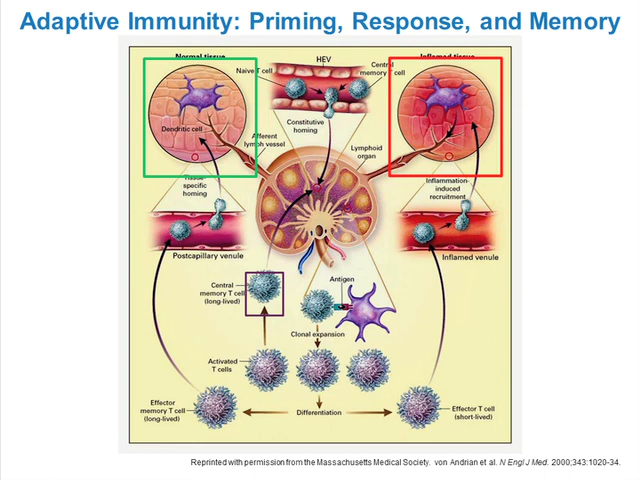 Adaptive Immunity: Priming, Response, and Memory
Normal tissue
HEV
Inflamed tissue
Naive T cell
Central
memory T cell
Dendritic cell
Constitutive
homing
Afferent
lymph vessel
Lymphoid
organ
Tissue-
specific
homing
Inflammation-
induced
recruitment
Postcapillary venule
Inflamed venule
Central
memory T cell
(long-lived)
Antigen
Clonal expansion
Activated
T cells
Effector
memory T cell
(long-lived)
Differentiation
Effector T cell
(short-lived)
Reprinted with permission from the Massachusetts Medical Society. von Andrian et al. N Engl J Med. 2000;343:1020-34.